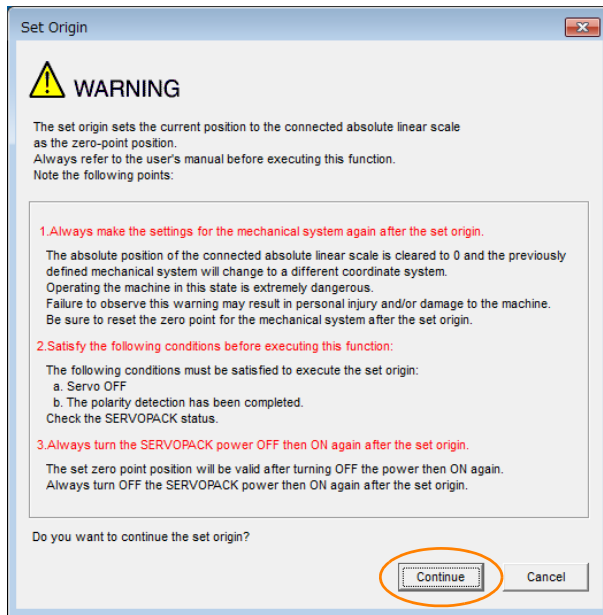 Set Origin
WARNING
The set origin sets the current position to the connected absolute linear scale
as the zero-point position.
Always refer to the user's manual before executing this function.
Note the following points:
1.Always make the settings for the mechanical system again after the set origin.
The absolute position of the connected absolute linear scale is cleared to 0 and the previously
defined mechanical system will change to a different coordinate system.
Operating the machine in this state is extremely dangerous.
Failure to observe this warning may result in personal injury and/or damage to the machine.
Be sure to reset the zero point for the mechanical system after the set origin.
2.Satisfy the following conditions before executing this function:
The following conditions must be satisfied to execute the set origin:
a. Servo OFF
b. The polarity detection has been completed.
Check the SERVOPACK status.
3.Always turn the SERVOPACK power OFF then ON again after the set origin.
The set zero point position will be valid after turning OFF the power then ON again.
Always turn OFF the SERVOPACK power then ON again after the set origin.
Do you want to continue the set origin?
Continue
Cancel